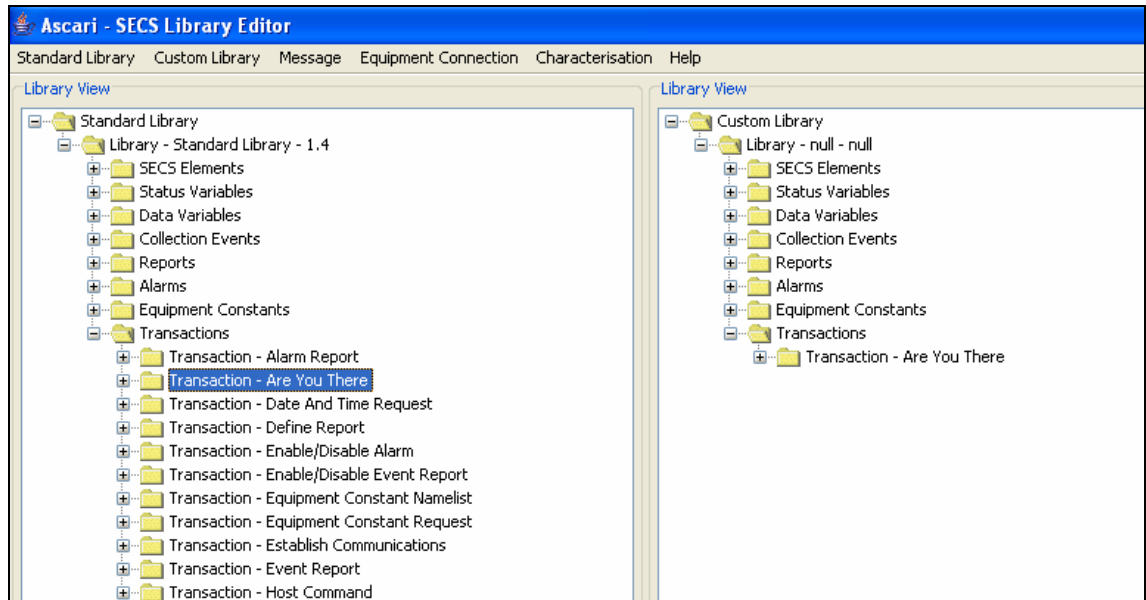 Ascari - SECS Library Editor
Standard Library Custom Library Message Equipment Connection Characterisation Help
Library View
Standard Library
Library - Standard Library - 1.4
SECS Elements
Status Variables
Data Variables
Collection Events
Reports
Alarms
Equipment Constants
Transactions
Transaction - Alarm Report
Transaction - Are You There
Transaction - Date And Time Request
Transaction - Define Report
Transaction - Enable/Disable Alarm
Transaction - Enable/Disable Event Report
Transaction - Equipment Constant Namelist
Transaction - Equipment Constant Request
Transaction - Establish Communications
Transaction - Event Report
Transaction - Host Command
Library View
Custom Library
Library - null - null
SECS Elements
Status Variables
Data Variables
Collection Events
Reports
Alarms
Equipment Constants
Transactions
Transaction - Are You There